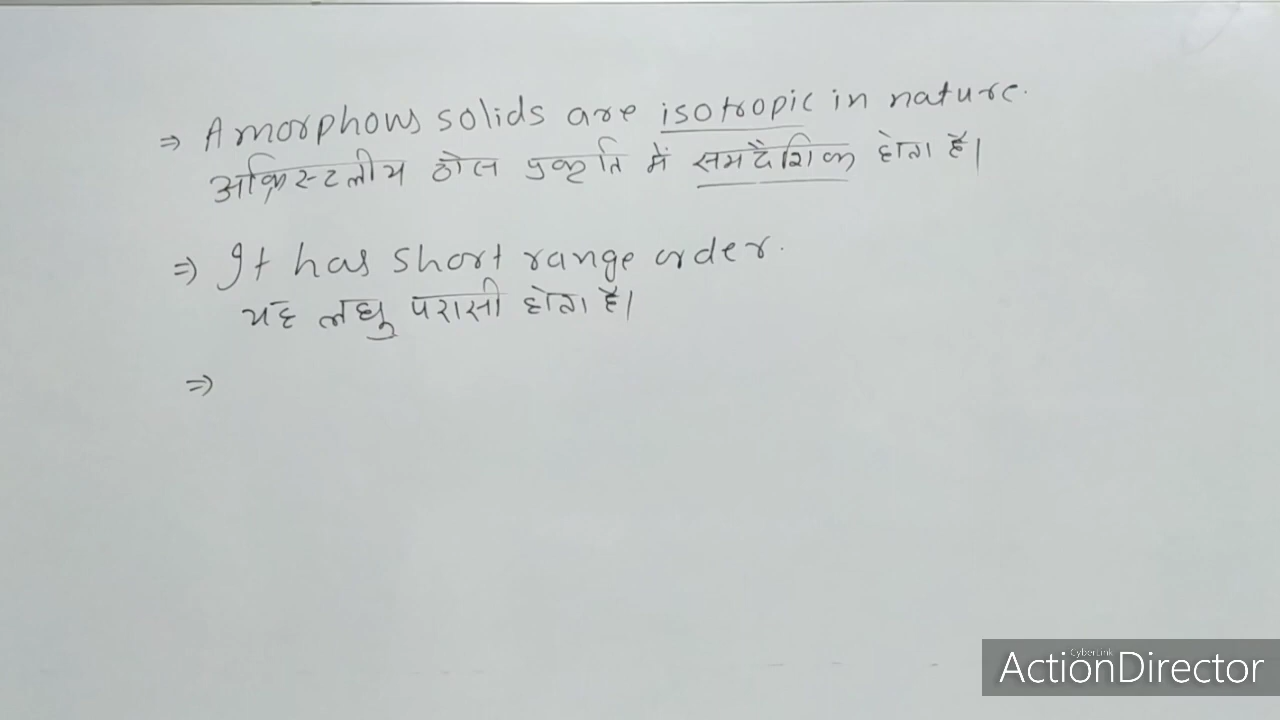 ⇒ Amorphous solids are isotropic in nature.
अक्रिस्टलीय ठोस प्रकृति में समदैशिक होता है।
⇒ It has short range order.
यह लघु परासी होता है।
⇒
CyberLink
ActionDirector